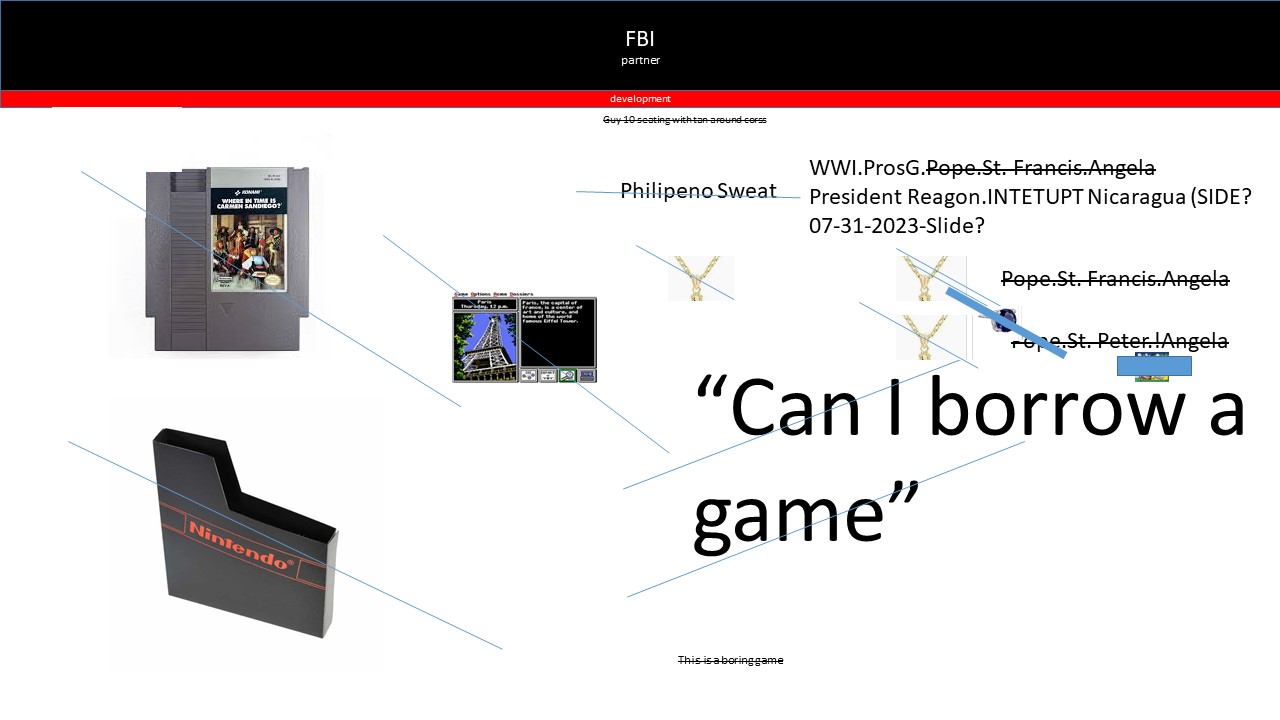 FBI
partner
development
Guy 10 seating with tan around corss
WWI.ProsG.Pope.St. Francis.Angela
Philipeno Sweat
President Reagon.INTETUPT Nicaragua (SIDE?
07-31-2023-Slide?
KONAMI
WHERE IN TIME IS
CARMEN SANDIEGO?
Pope.St. Francis.Angela
Game Options Acme Dossiers
Paris
Thursday, 12 p.m.
Paris, the capital of
france, is a center of
art and culture, and
home of the world
famous Eiffel Tower.
Pope.St. Peter.!Angela
“Can I borrow a
game”
Nintendo®
This is a boring game